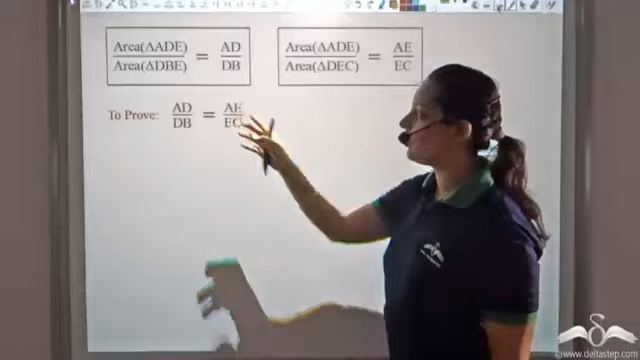 Area(ΔADE)/Area(ΔDBE) = AD/DB
Area(ΔADE)/Area(ΔDEC) = AE/EC
To Prove: AD/DB = AE/EC
©www.deltastep.com